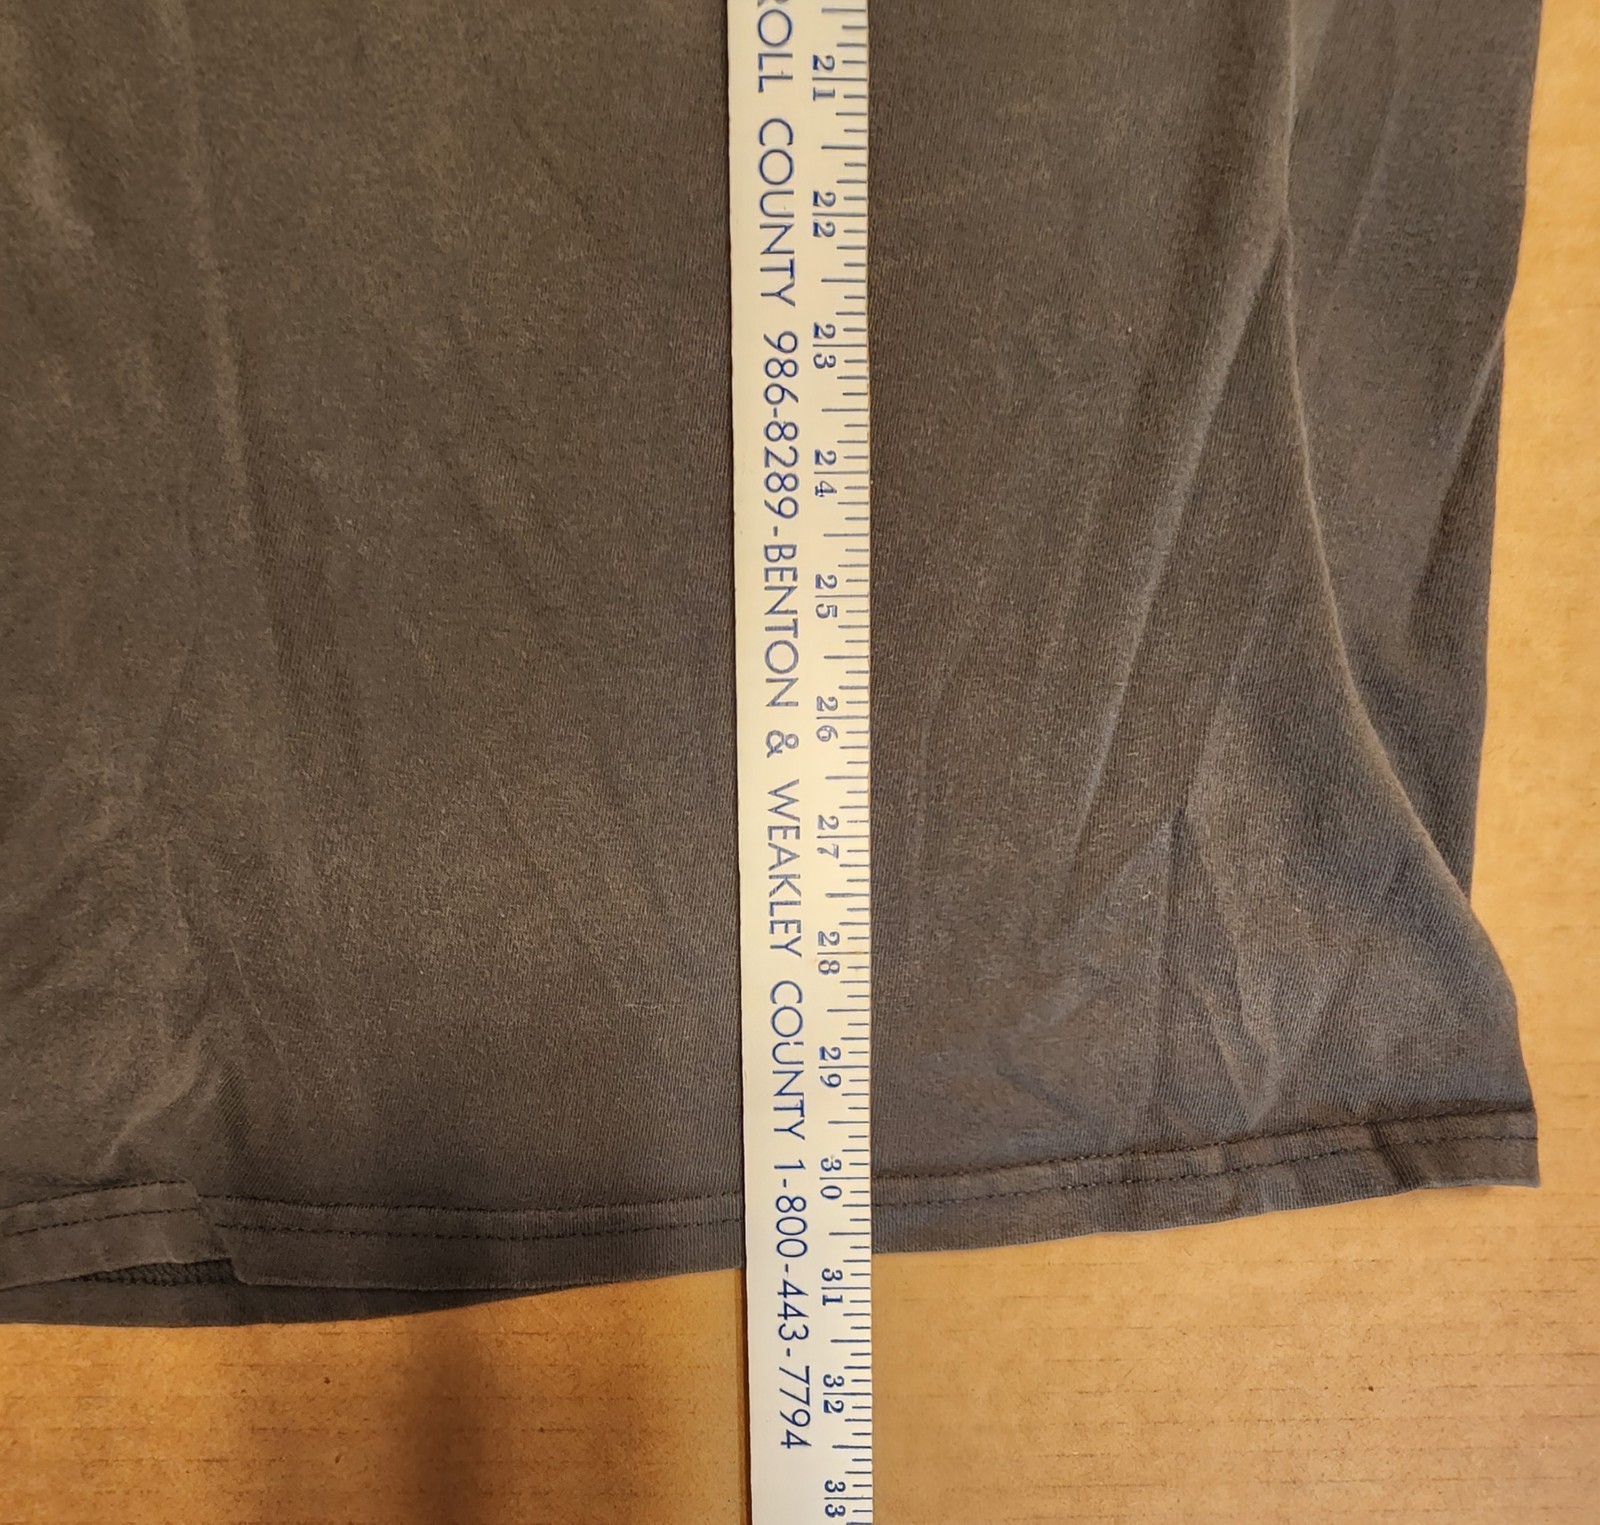 ROLL COUNTY 986-8289-BENTON & WEAKLEY COUNTY 1-800-443-7794
21 22 23 24 25 26 27 28 29 30 31 32 33